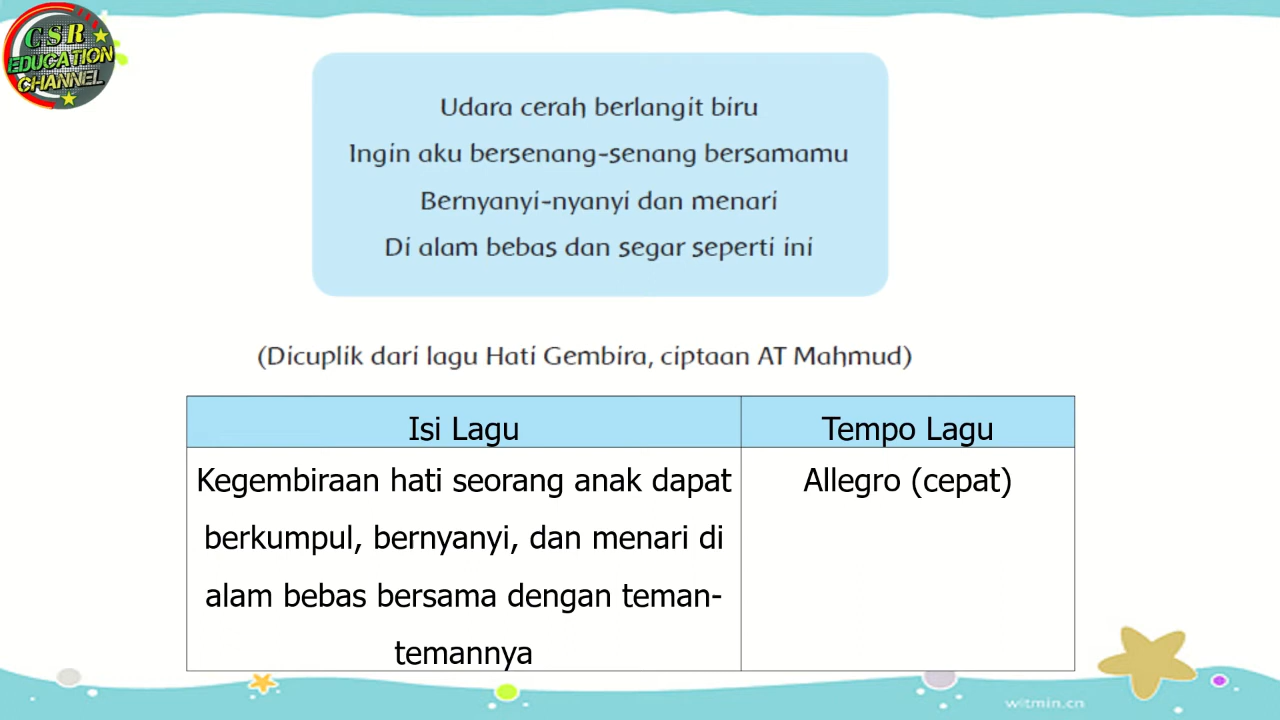 CSR
EDUCATION
CHANNEL
Udara cerah berlangit biru
Ingin aku bersenang-senang bersamamu
Bernyanyi-nyanyi dan menari
Di alam bebas dan segar seperti ini
(Dicuplik dari lagu Hati Gembira, ciptaan AT Mahmud)
Isi Lagu
Tempo Lagu
Kegembiraan hati seorang anak dapat
berkumpul, bernyanyi, dan menari di
alam bebas bersama dengan teman-
temannya
Allegro (cepat)
witmin.cn